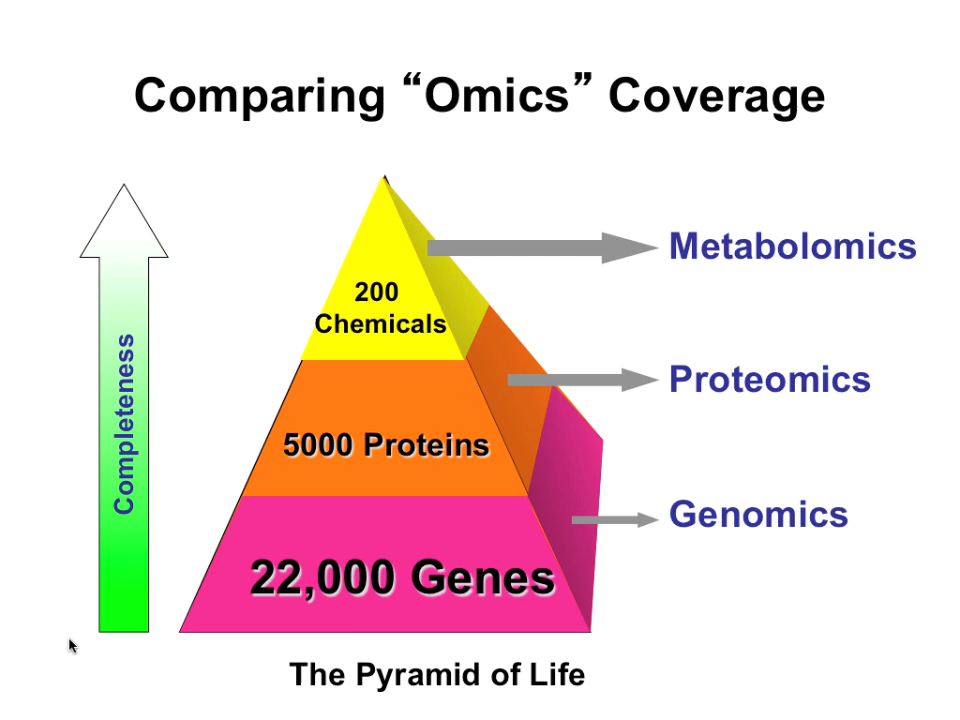 Comparing “Omics” Coverage
Metabolomics
200
Chemicals
Completeness
Proteomics
5000 Proteins
Genomics
22,000 Genes
The Pyramid of Life